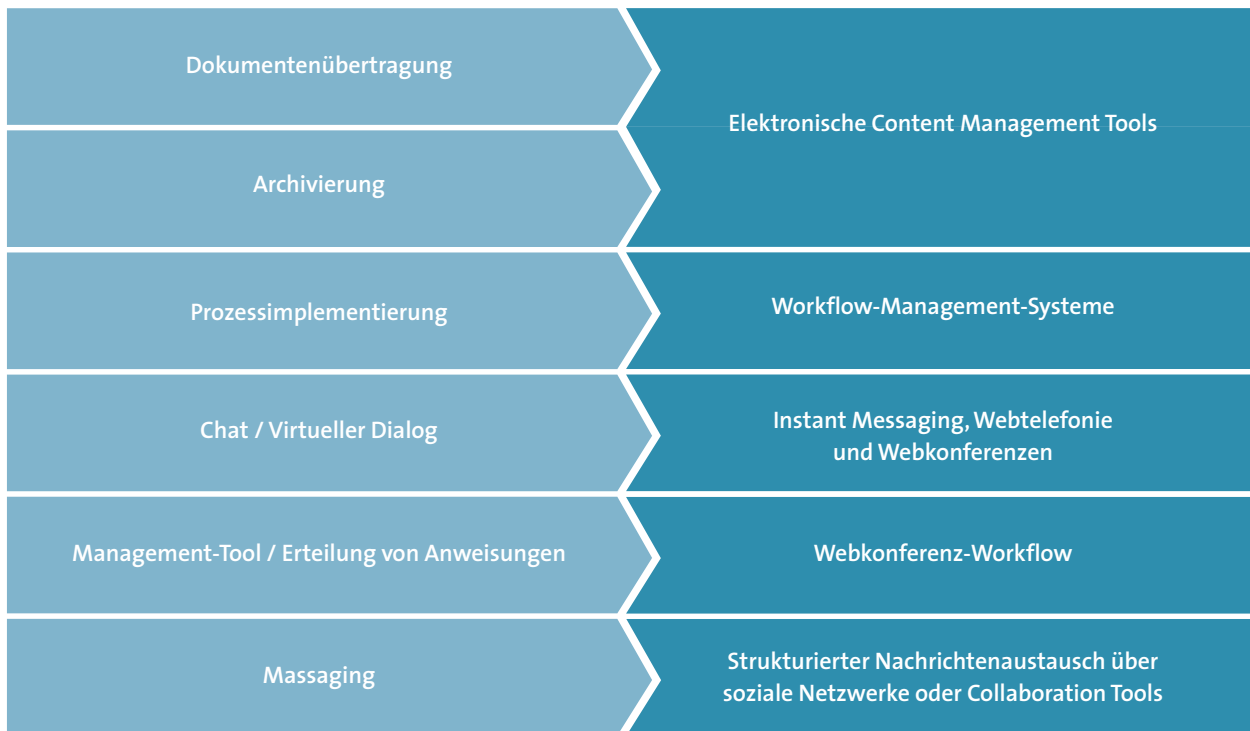 Dokumentenübertragung
Elektronische Content Management Tools
Archivierung
Prozessimplementierung
Workflow-Management-Systeme
Chat / Virtueller Dialog
Instant Messaging, Webtelefonie
und Webkonferenzen
Management-Tool / Erteilung von Anweisungen
Webkonferenz-Workflow
Massaging
Strukturierter Nachrichtenaustausch über
soziale Netzwerke oder Collaboration Tools